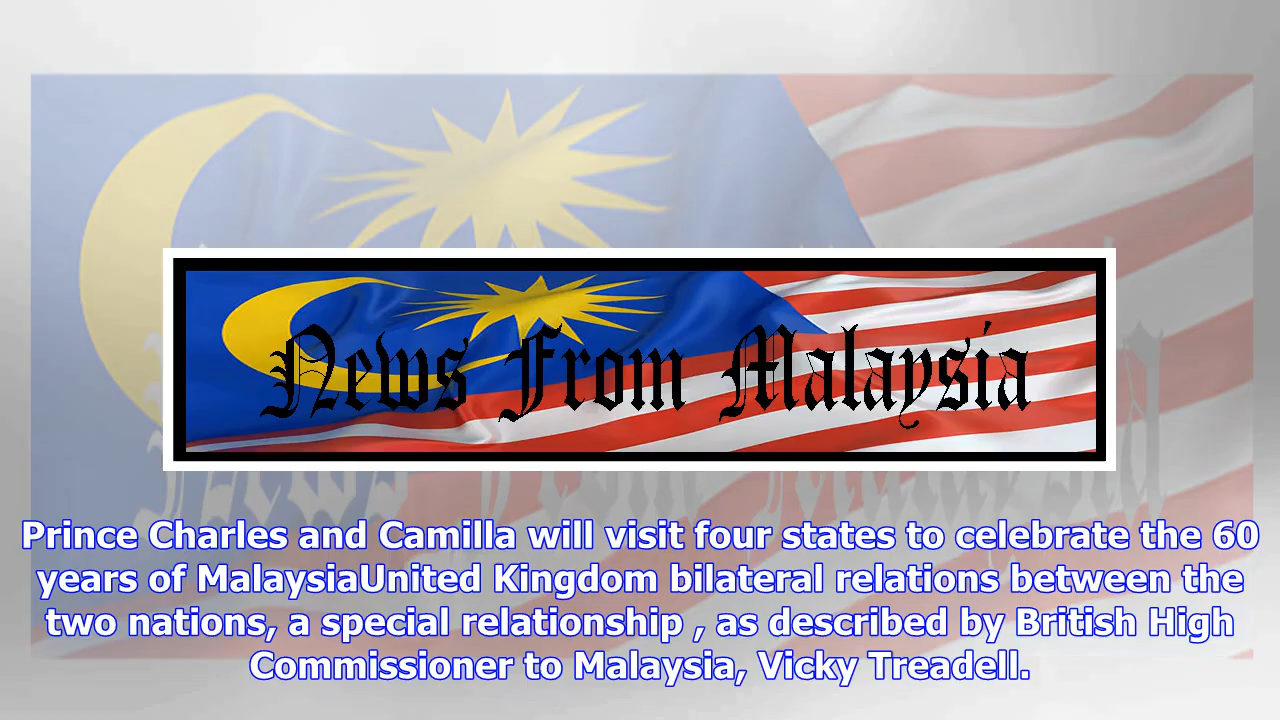 News From Malaysia
Prince Charles and Camilla will visit four states to celebrate the 60
years of MalaysiaUnited Kingdom bilateral relations between the
two nations, a special relationship , as described by British High
Commissioner to Malaysia, Vicky Treadell.